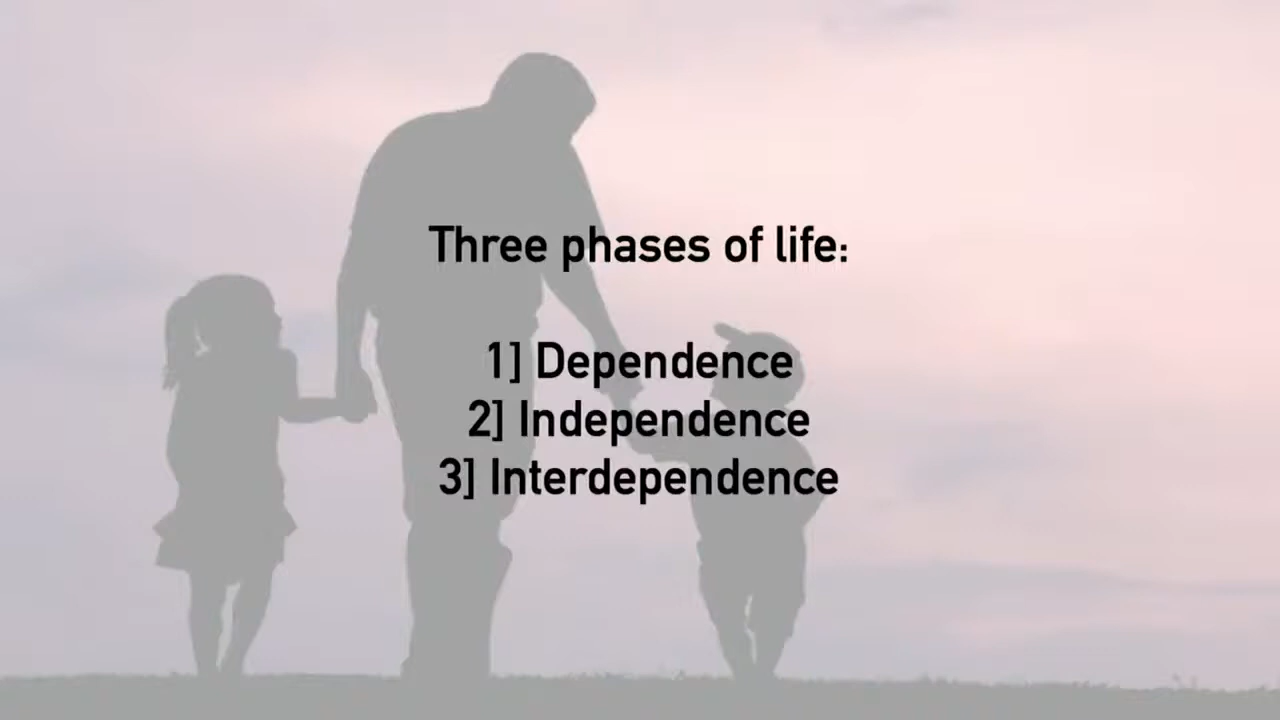 Three phases of life:
1] Dependence
2] Independence
3] Interdependence